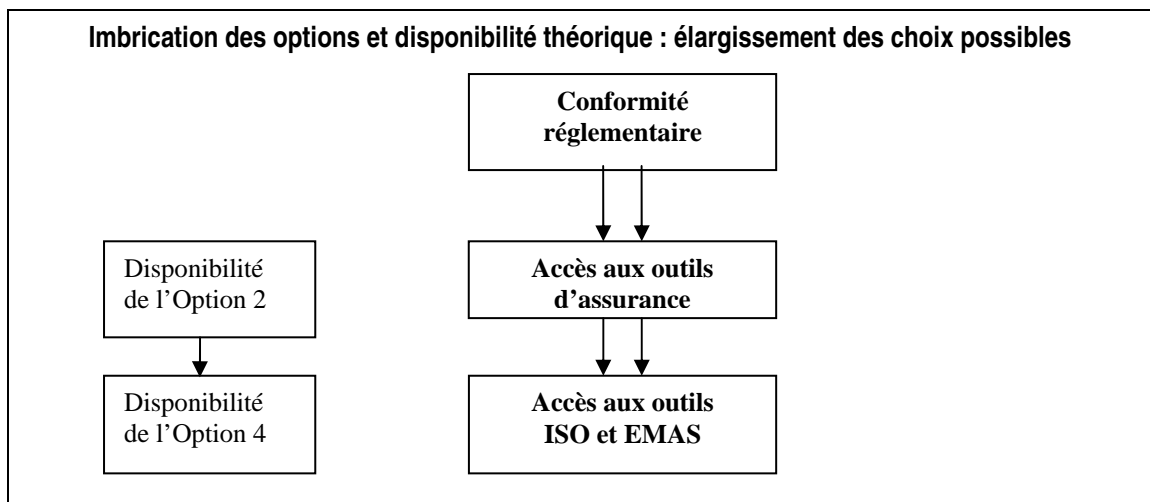 Imbrication des options et disponibilité théorique : élargissement des choix possibles
Conformité
réglementaire
Disponibilité
de l’Option 2
Accès aux outils
d’assurance
Disponibilité
de l’Option 4
Accès aux outils
ISO et EMAS